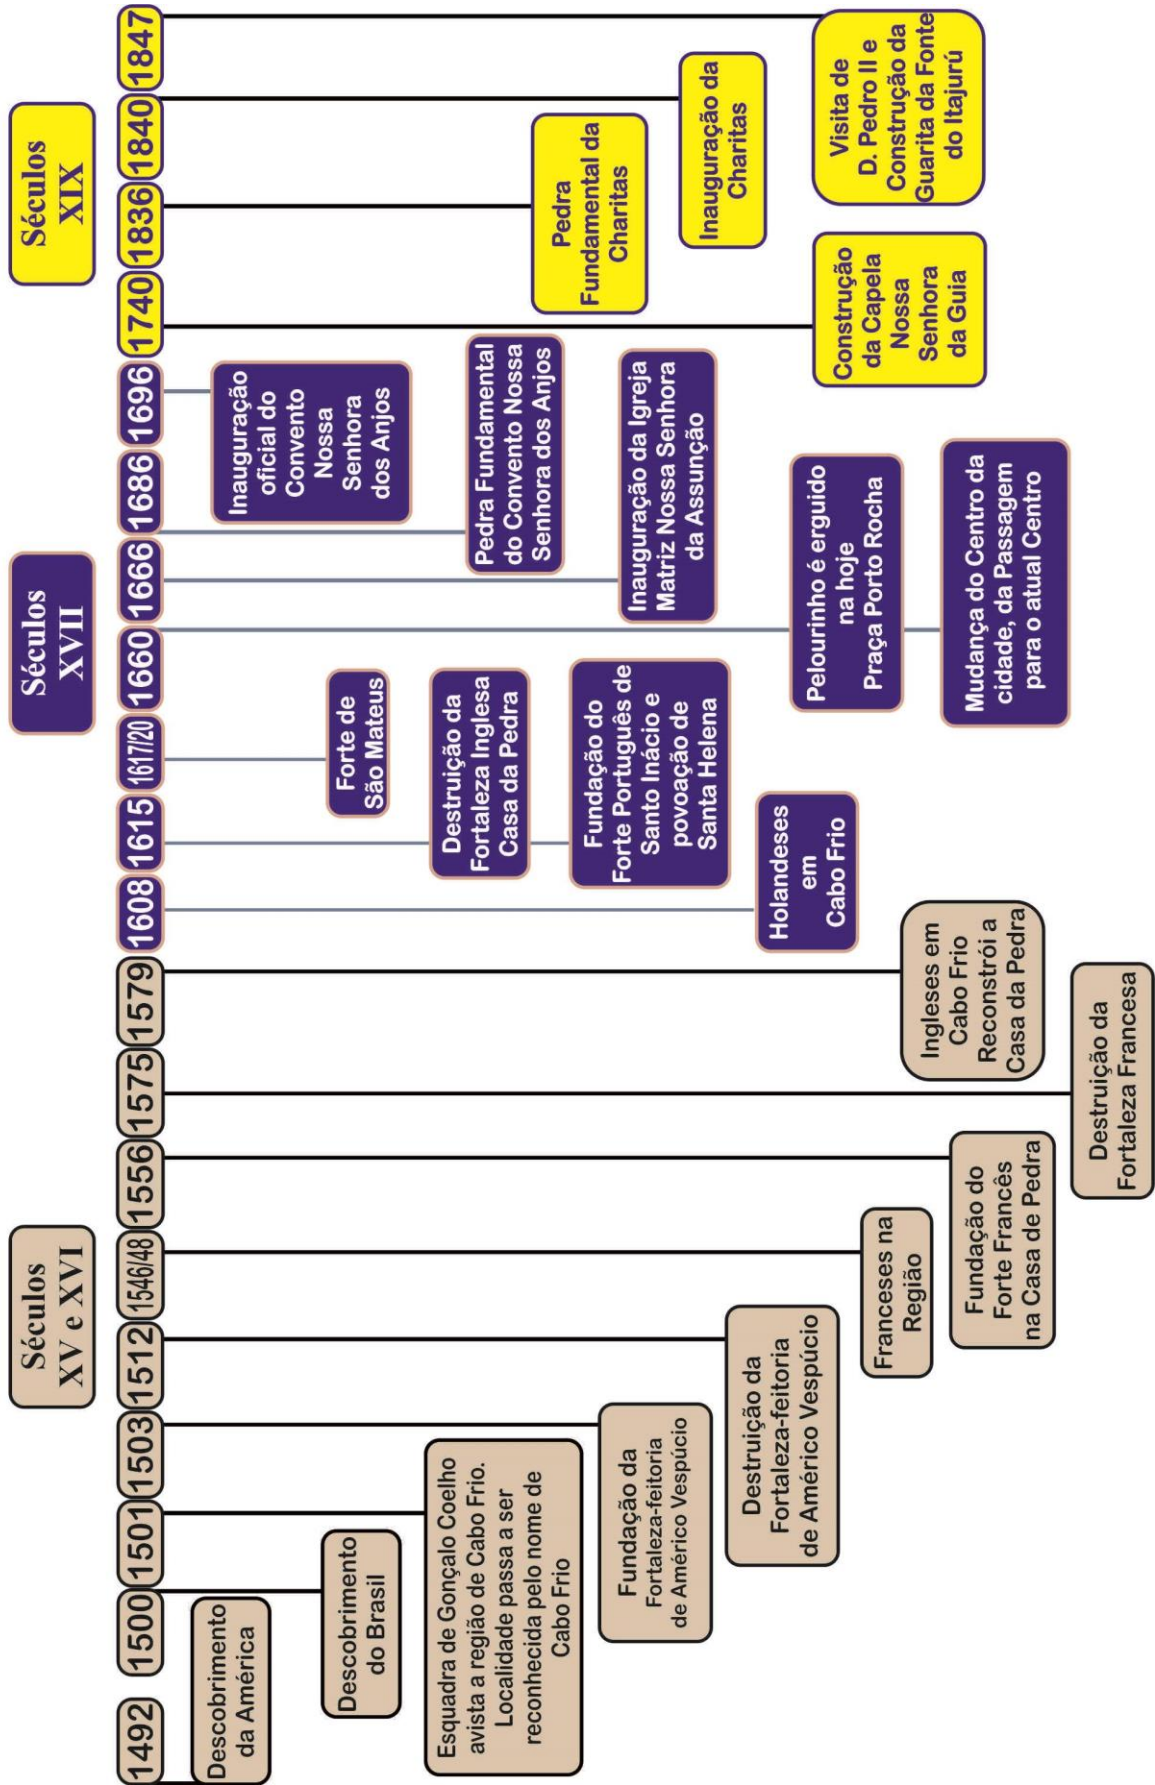 Séculos
XV e XVI
Séculos
XVII
Séculos
XIX
1492
1500
1501
1503
1512
1546/48
1556
1575
1579
1608
1615
1617/20
1660
1666
1686
1696
1740
1836
1840
1847
Descobrimento
da América
Descobrimento
do Brasil
Esquadra de Gonçalo Coelho
avista a região de Cabo Frio.
Localidade passa a ser
reconhecida pelo nome de
Cabo Frio
Fundação da
Fortaleza-feitoria
de Américo Vespúcio
Destruição da
Fortaleza-feitoria
de Américo Vespúcio
Franceses na
Região
Fundação do
Forte Francês
na Casa de Pedra
Destruição da
Fortaleza Francesa
Ingleses em
Cabo Frio
Reconstrói a
Casa da Pedra
Holandeses
em
Cabo Frio
Destruição da
Fortaleza Inglesa
Casa da Pedra
Fundação do
Forte Português de
Santo Inácio e
povoação de
Santa Helena
Forte de
São Mateus
Pelourinho é erguido
na hoje
Praça Porto Rocha
Mudança do Centro da
cidade, da Passagem
para o atual Centro
Inauguração da Igreja
Matriz Nossa Senhora
da Assunção
Pedra Fundamental
do Convento Nossa
Senhora dos Anjos
Inauguração
oficial do
Convento
Nossa
Senhora
dos Anjos
Construção
da Capela
Nossa
Senhora
da Guia
Pedra
Fundamental da
Charitas
Inauguração da
Charitas
Visita de
D. Pedro II e
Construção da
Guarita da Fonte
do Itajurú